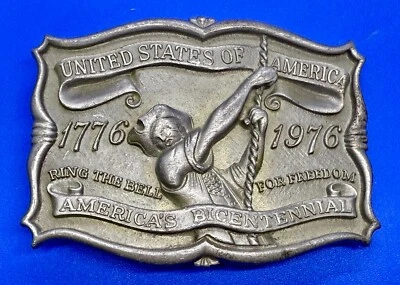 UNITED STATES OF AMERICA
1776 1976
RING THE BELL FOR FREEDOM
AMERICA'S BICENTENNIAL